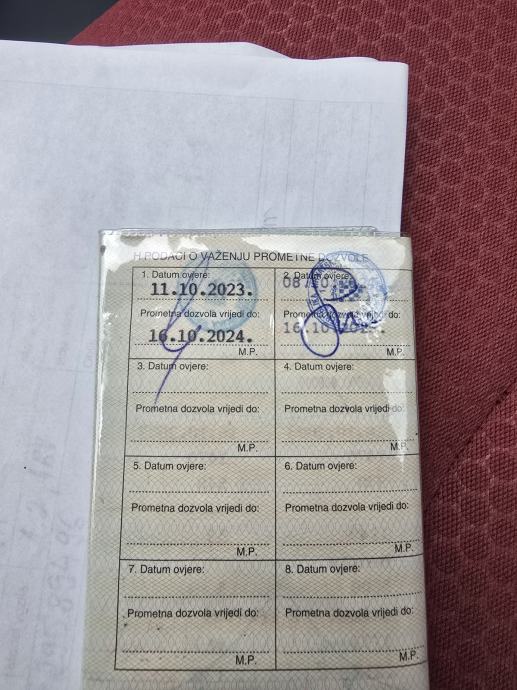 H. PODACI O VAŽENJU PROMETNE DOZVOLE
1. Datum ovjere:
11.10.2023.
Prometna dozvola vrijedi do:
16.10.2024.
M.P.
2. Datum ovjere:
Prometna dozvola vrijedi do:
16.10
M.P.
3. Datum ovjere:
Prometna dozvola vrijedi do:
M.P.
4. Datum ovjere:
Prometna dozvola vrijedi do:
M.P.
5. Datum ovjere:
Prometna dozvola vrijedi do:
M.P.
6. Datum ovjere:
Prometna dozvola vrijedi do:
M.P.
7. Datum ovjere:
Prometna dozvola vrijedi do:
M.P.
8. Datum ovjere:
Prometna dozvola vrijedi do:
M.P.